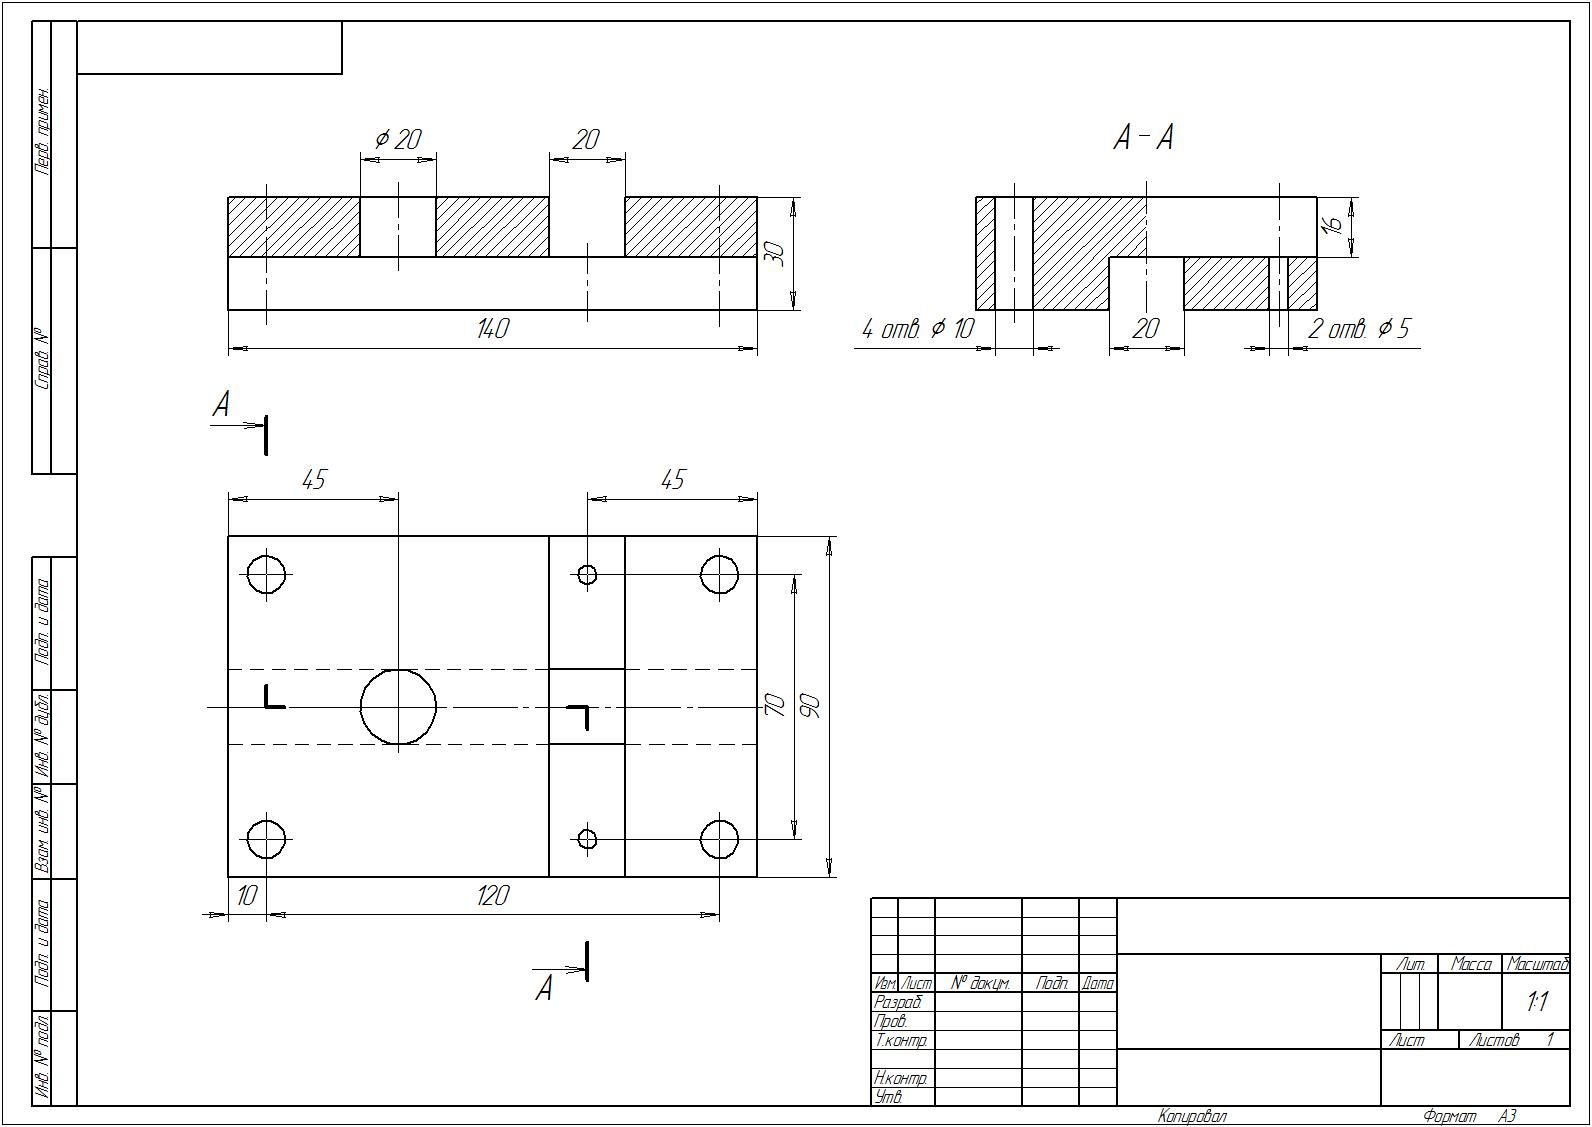 Перв. примен.
Справ. №
Подп. и дата
Инв. № дубл.
Взам. инв. №
Подп. и дата
Инв. № подл.
ϕ 20
20
30
140
А
45
45
70
90
10
120
А
А - А
16
4 отв. ϕ 10
20
2 отв. ϕ 5
Изм. Лист № докум. Подп. Дата
Разраб.
Пров.
Т.контр.
Н.контр.
Утв.
Лит. Масса Масштаб
1:1
Лист Листов 1
Копировал Формат А3